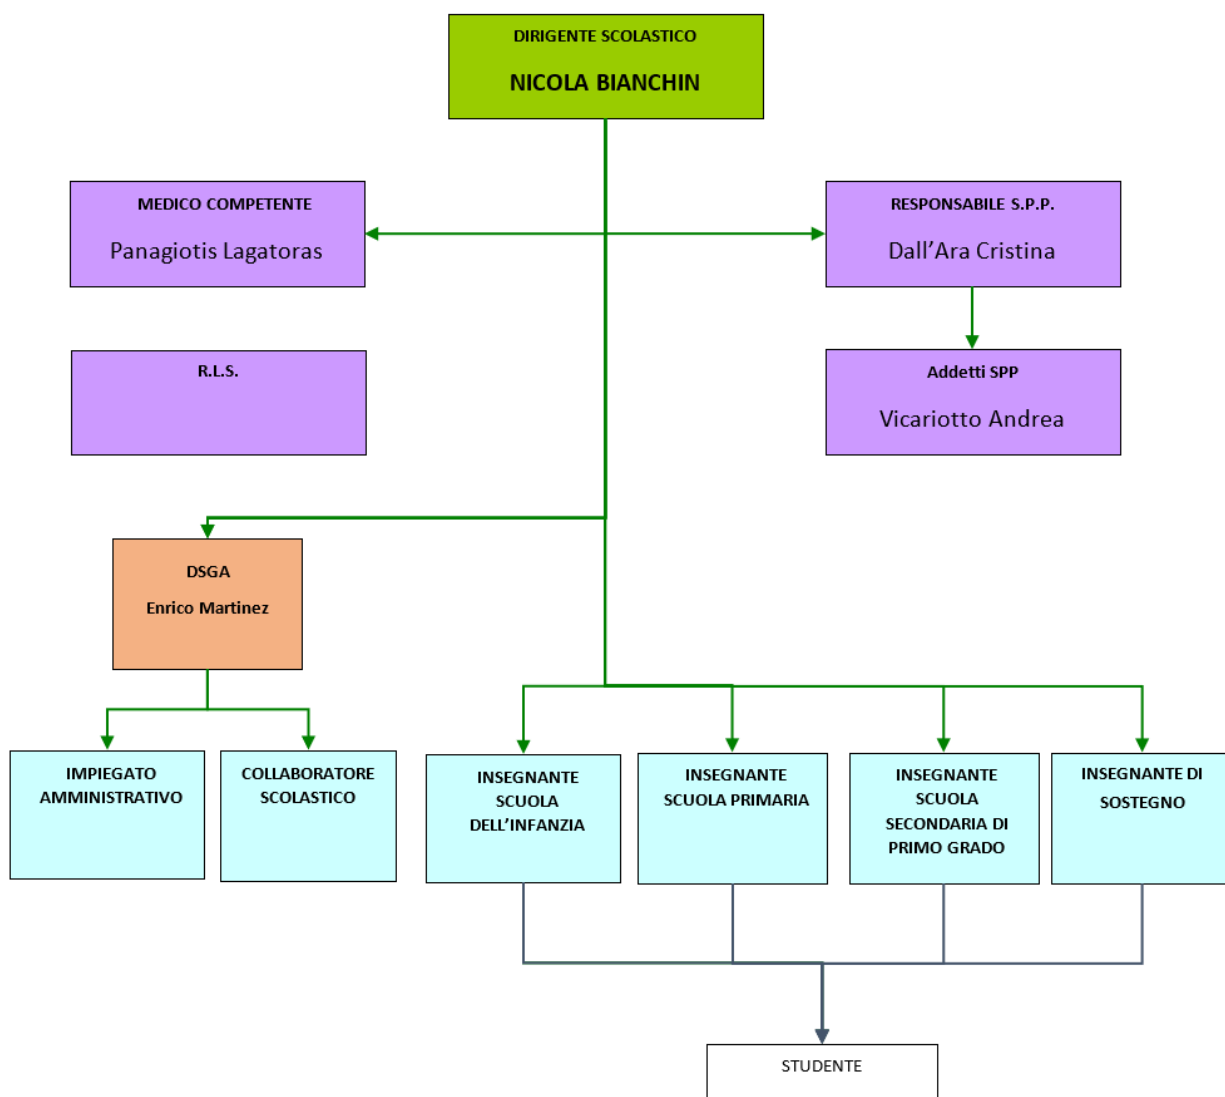 DIRIGENTE SCOLASTICO
NICOLA BIANCHIN
MEDICO COMPETENTE
Panagiotis Lagatoras
RESPONSABILE S.P.P.
Dall’Ara Cristina
R.L.S.
Addetti SPP
Vicariotto Andrea
DSGA
Enrico Martinez
IMPIEGATO
AMMINISTRATIVO
COLLABORATORE
SCOLASTICO
INSEGNANTE
SCUOLA
DELL’INFANZIA
INSEGNANTE
SCUOLA PRIMARIA
INSEGNANTE
SCUOLA
SECONDARIA DI
PRIMO GRADO
INSEGNANTE DI
SOSTEGNO
STUDENTE